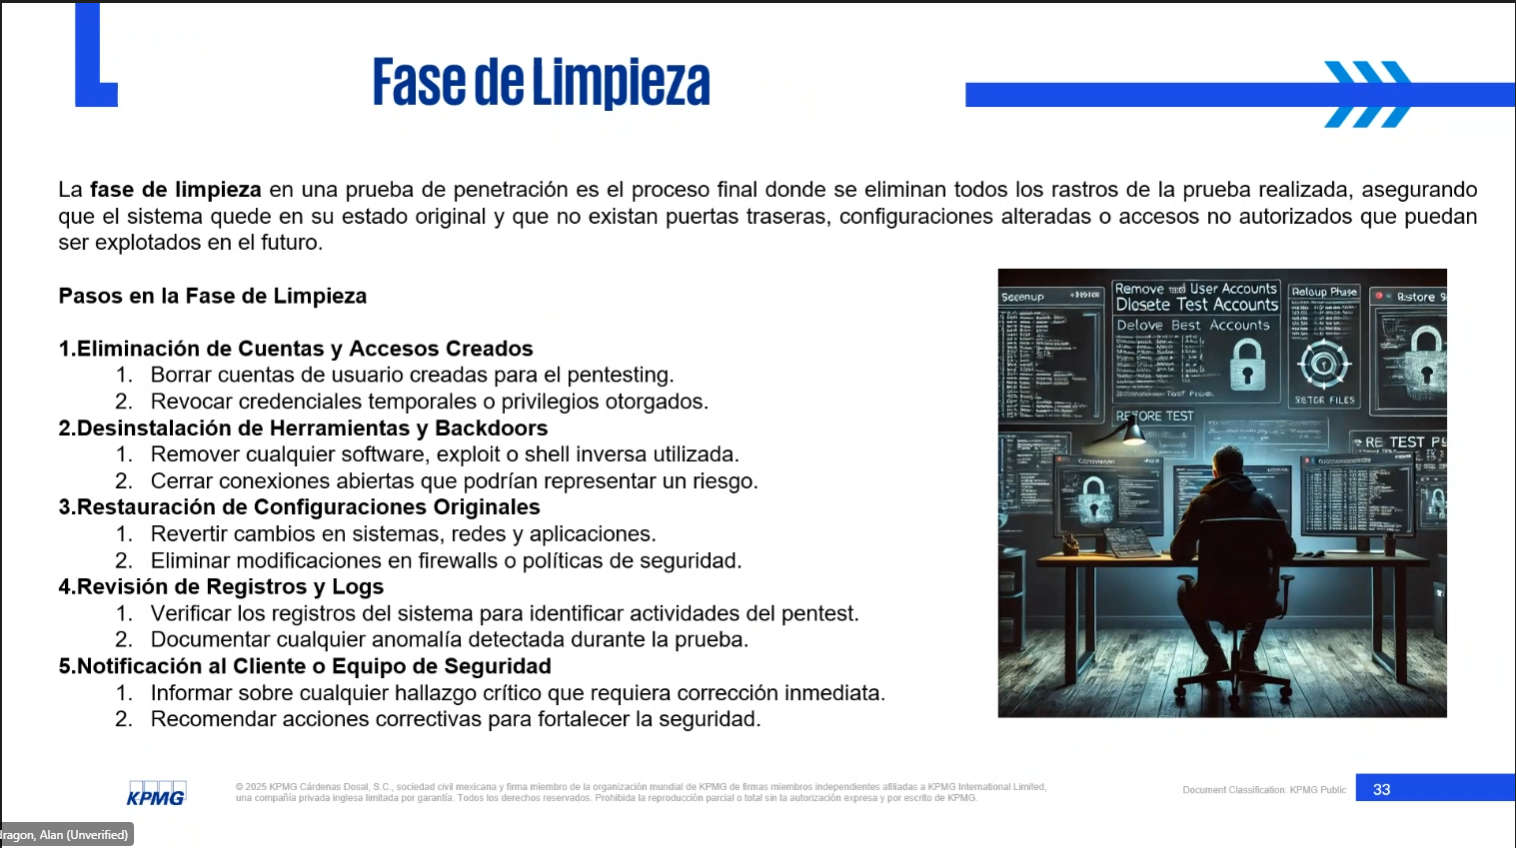 Fase de Limpieza
La fase de limpieza en una prueba de penetración es el proceso final donde se eliminan todos los rastros de la prueba realizada, asegurando
que el sistema quede en su estado original y que no existan puertas traseras, configuraciones alteradas o accesos no autorizados que puedan
ser explotados en el futuro.
Pasos en la Fase de Limpieza
1.Eliminación de Cuentas y Accesos Creados
1. Borrar cuentas de usuario creadas para el pentesting.
2. Revocar credenciales temporales o privilegios otorgados.
2.Desinstalación de Herramientas y Backdoors
1. Remover cualquier software, exploit o shell inversa utilizada.
2. Cerrar conexiones abiertas que podrían representar un riesgo.
3.Restauración de Configuraciones Originales
1. Revertir cambios en sistemas, redes y aplicaciones.
2. Eliminar modificaciones en firewalls o políticas de seguridad.
4.Revisión de Registros y Logs
1. Verificar los registros del sistema para identificar actividades del pentest.
2. Documentar cualquier anomalía detectada durante la prueba.
5.Notificación al Cliente o Equipo de Seguridad
1. Informar sobre cualquier hallazgo crítico que requiera corrección inmediata.
2. Recomendar acciones correctivas para fortalecer la seguridad.
Secenup
Remove User Accounts
Dlesete Test Accounts
Delove Best Accounts
Reloup Phase
Restore
SETOR FILES
RETORE TEST
RE TEST
KPMG
© 2025 KPMG Cárdenas Dosal, S.C., sociedad civil mexicana y firma miembro de la organización mundial de KPMG de firmas miembros independientes afiliadas a KPMG International Limited,
una compañía privada inglesa limitada por garantía. Todos los derechos reservados. Prohibida la reproducción parcial o total sin la autorización expresa y por escrito de KPMG.
Document Classification: KPMG Public
33
dragon, Alan (Unverified)